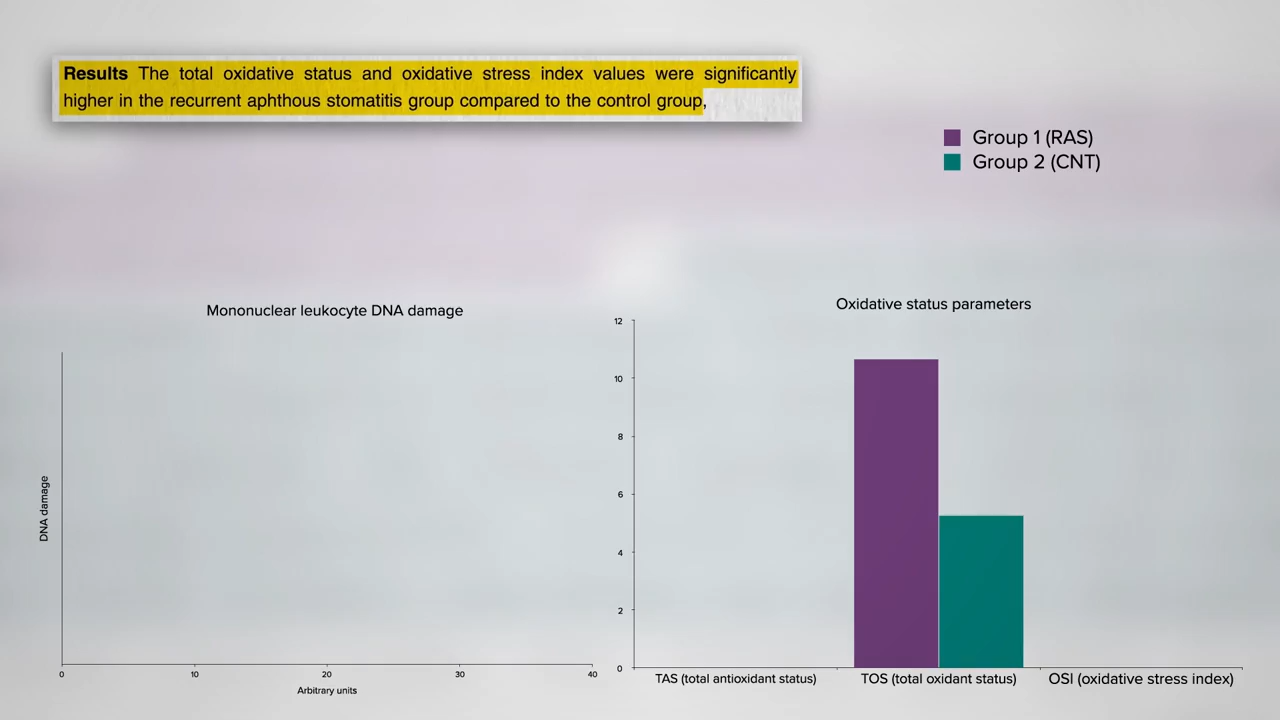 Results The total oxidative status and oxidative stress index values were significantly
higher in the recurrent aphthous stomatitis group compared to the control group,
Group 1 (RAS)
Group 2 (CNT)
Mononuclear leukocyte DNA damage
DNA damage
0 10 20 30 40
Arbitrary units
Oxidative status parameters
12
10
8
6
4
2
0
TAS (total antioxidant status) TOS (total oxidant status) OSI (oxidative stress index)